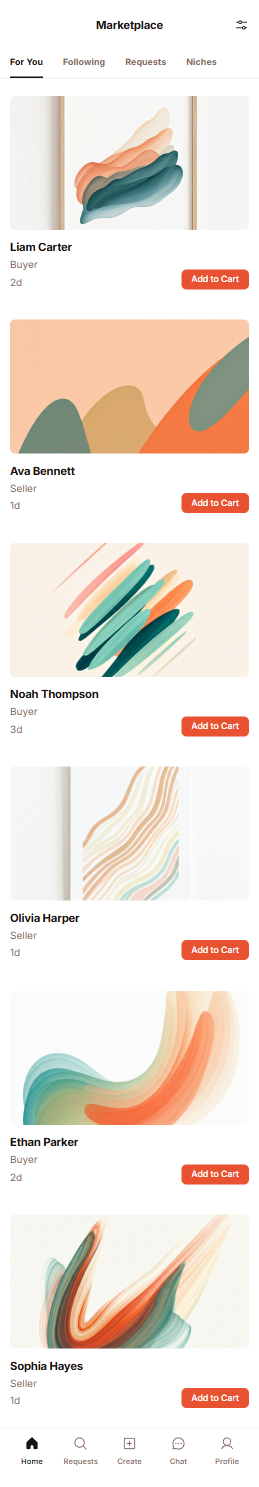 Marketplace
For You Following Requests Niches
Liam Carter
Buyer
2d
Add to Cart
Ava Bennett
Seller
1d
Add to Cart
Noah Thompson
Buyer
3d
Add to Cart
Olivia Harper
Seller
1d
Add to Cart
Ethan Parker
Buyer
2d
Add to Cart
Sophia Hayes
Seller
1d
Add to Cart
Home Requests Create Chat Profile